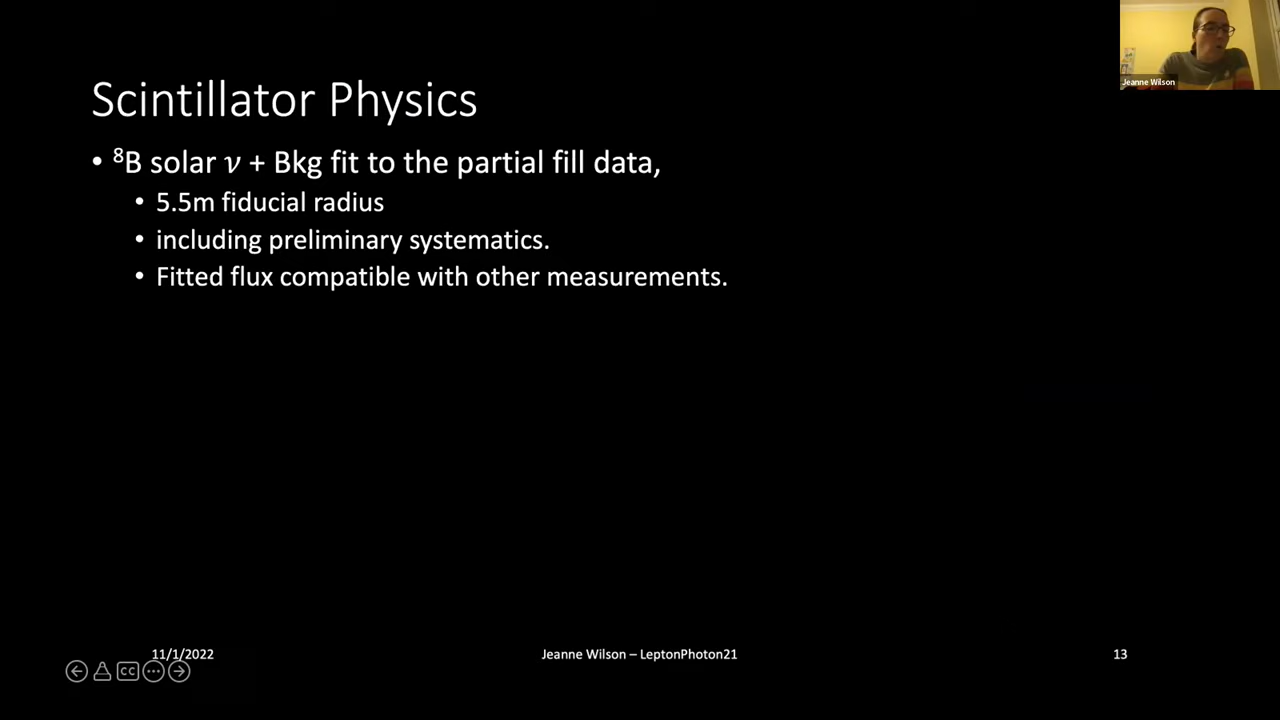 Jeanne Wilson
Scintillator Physics
• ⁸B solar ν + Bkg fit to the partial fill data,
• 5.5m fiducial radius
• including preliminary systematics.
• Fitted flux compatible with other measurements.
11/1/2022
Jeanne Wilson – LeptonPhoton21
13
CC